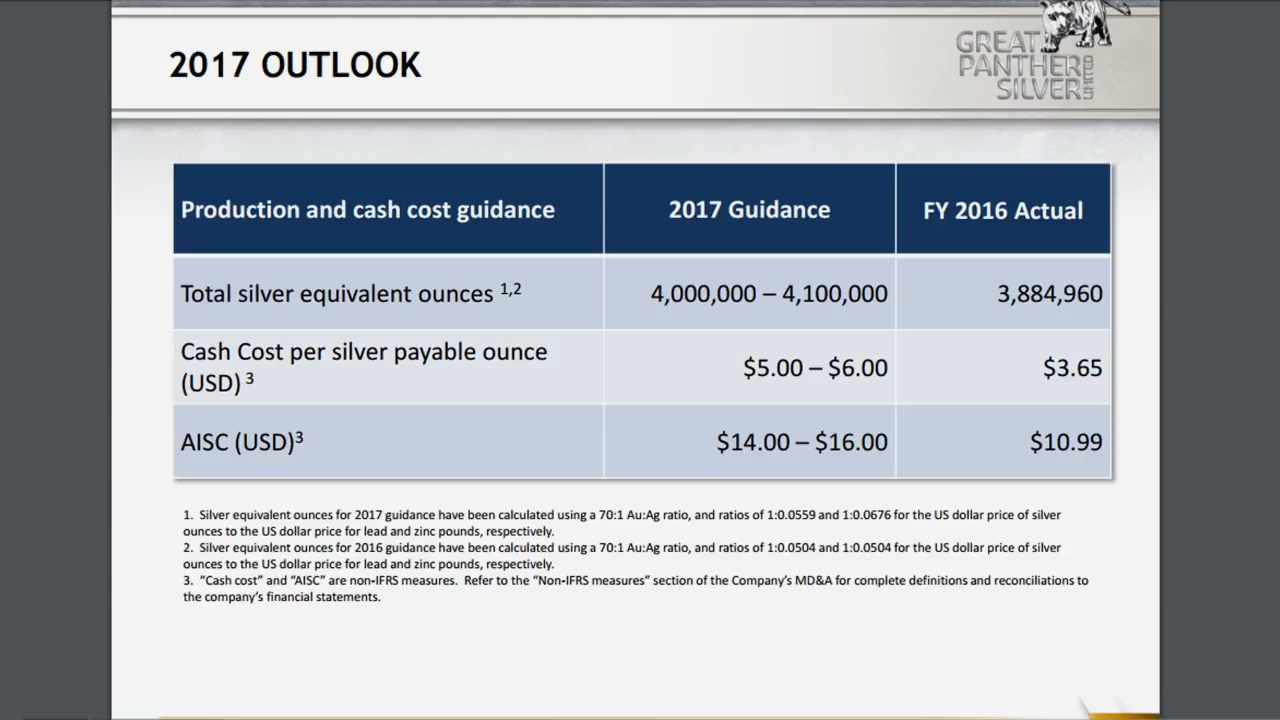 2017 OUTLOOK
GREAT
PANTHER
SILVER
LIMITED
Production and cash cost guidance
2017 Guidance
FY 2016 Actual
Total silver equivalent ounces 1,2
4,000,000 – 4,100,000
3,884,960
Cash Cost per silver payable ounce
(USD) 3
$5.00 – $6.00
$3.65
AISC (USD)3
$14.00 – $16.00
$10.99
1. Silver equivalent ounces for 2017 guidance have been calculated using a 70:1 Au:Ag ratio, and ratios of 1:0.0559 and 1:0.0676 for the US dollar price of silver
ounces to the US dollar price for lead and zinc pounds, respectively.
2. Silver equivalent ounces for 2016 guidance have been calculated using a 70:1 Au:Ag ratio, and ratios of 1:0.0504 and 1:0.0504 for the US dollar price of silver
ounces to the US dollar price for lead and zinc pounds, respectively.
3. “Cash cost” and “AISC” are non-IFRS measures. Refer to the “Non-IFRS measures” section of the Company’s MD&A for complete definitions and reconciliations to
the company’s financial statements.